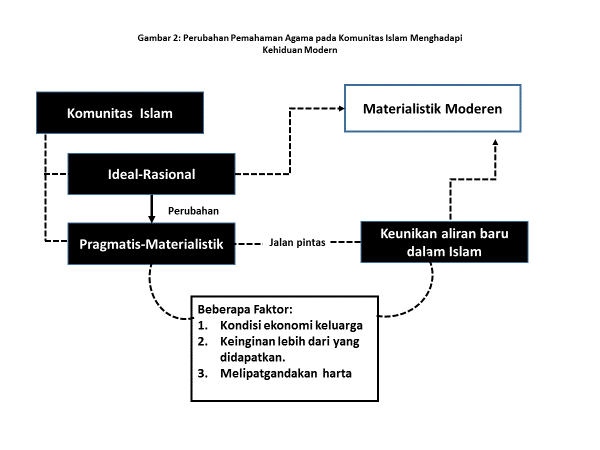 Gambar 2: Perubahan Pemahaman Agama pada Komunitas Islam Menghadapi
Kehiduan Modern
Komunitas Islam
Materialistik Moderen
Ideal-Rasional
Perubahan
Pragmatis-Materialistik
Jalan pintas
Keunikan aliran baru
dalam Islam
Beberapa Faktor:
1. Kondisi ekonomi keluarga
2. Keinginan lebih dari yang
didapatkan.
3. Melipatgandakan harta